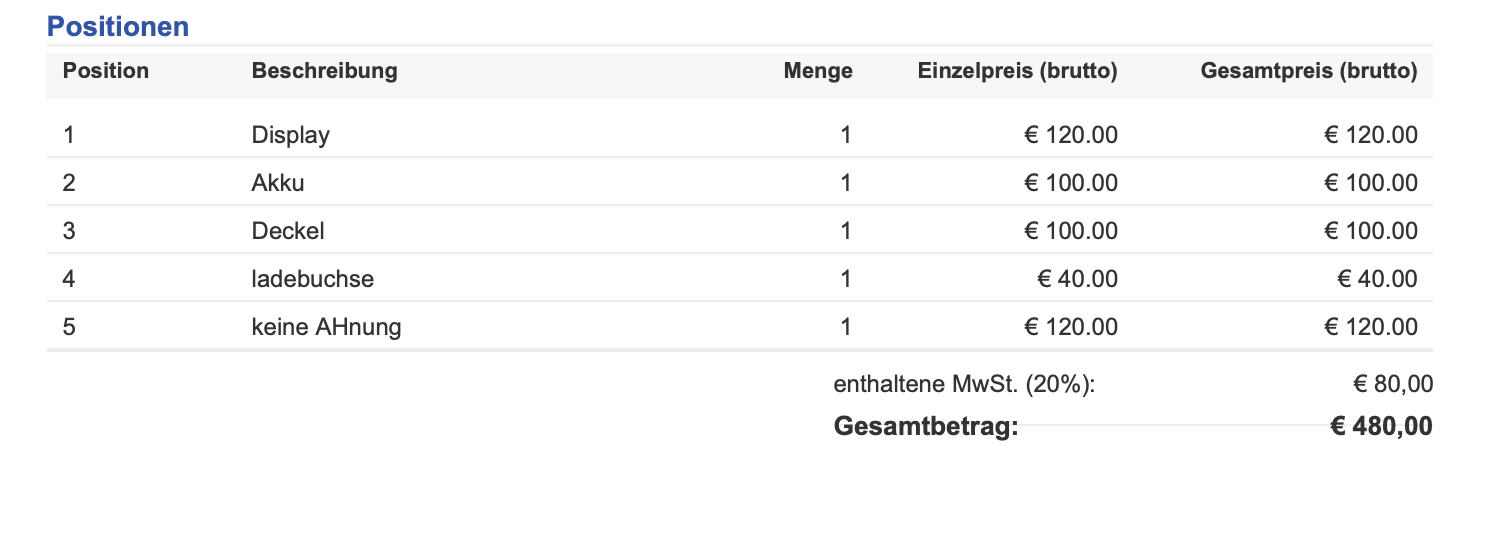 Positionen
Position Beschreibung Menge Einzelpreis (brutto) Gesamtpreis (brutto)
1 Display 1 € 120.00 € 120.00
2 Akku 1 € 100.00 € 100.00
3 Deckel 1 € 100.00 € 100.00
4 ladebuchse 1 € 40.00 € 40.00
5 keine AHnung 1 € 120.00 € 120.00
enthaltene MwSt. (20%): € 80,00
Gesamtbetrag: € 480,00